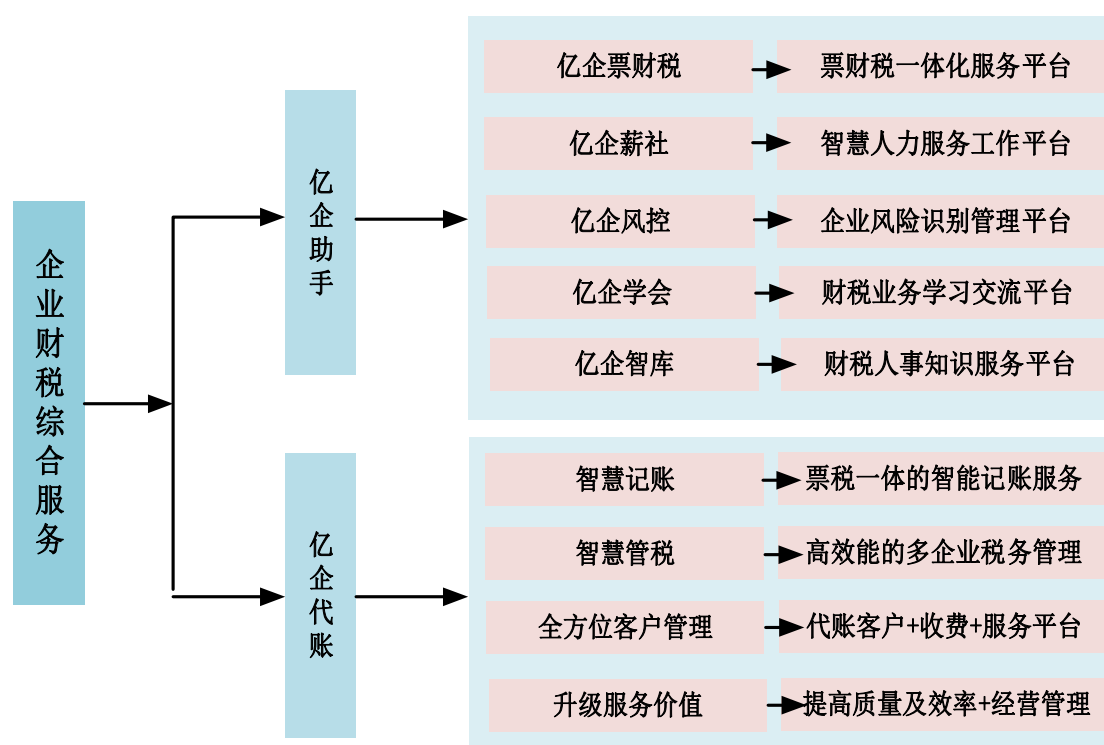 企业财税综合服务
亿企助手
亿企票财税
票财税一体化服务平台
亿企薪社
智慧人力服务工作平台
亿企风控
企业风险识别管理平台
亿企学会
财税业务学习交流平台
亿企智库
财税人事知识服务平台
亿企代账
智慧记账
票税一体的智能记账服务
智慧管税
高效能的多企业税务管理
全方位客户管理
代账客户+收费+服务平台
升级服务价值
提高质量及效率+经营管理